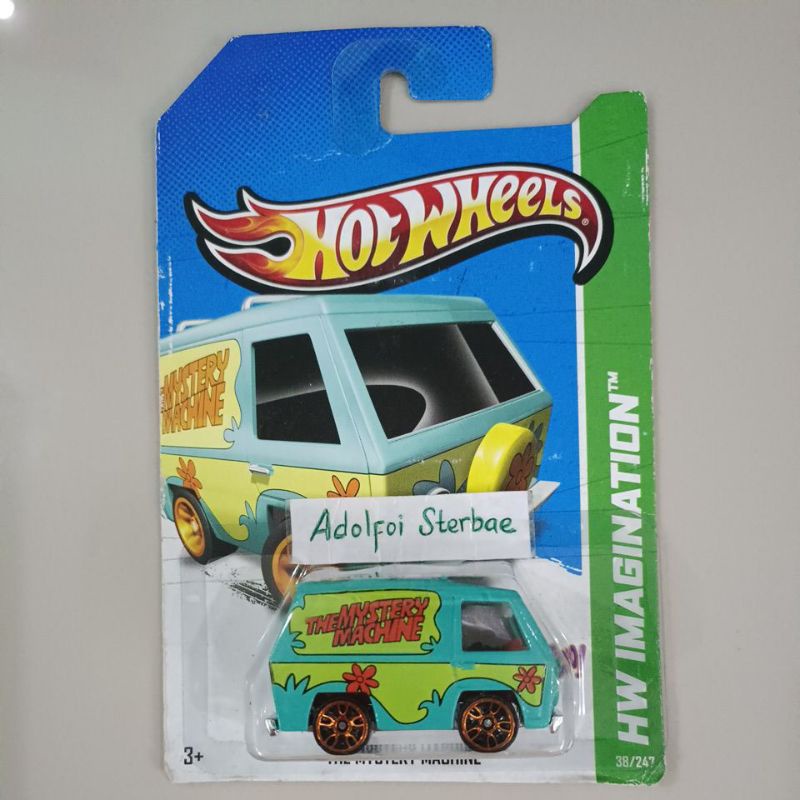 HOT WHEELS
HW IMAGINATION™
THE
MYSTERY
MACHINE
Adolfoi Sterbae
THE MYSTERY
MACHINE
3+
THE MYSTERY MACHINE
38/247